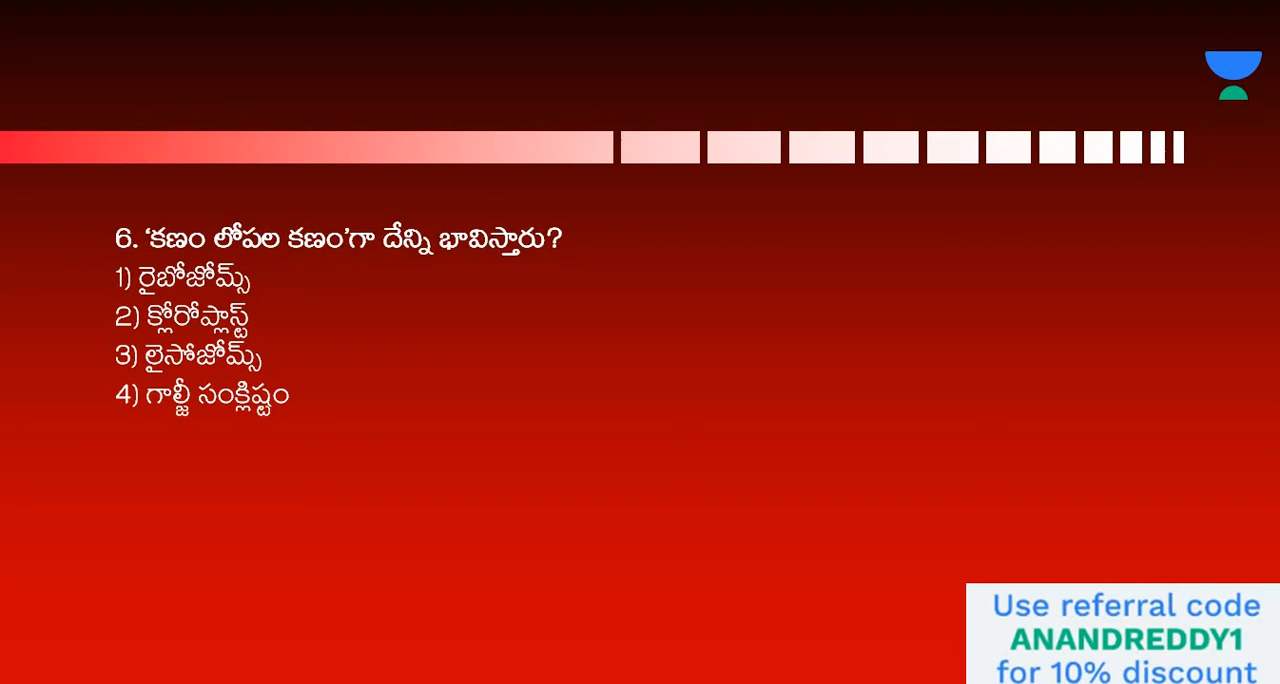 6. ‘కణం లోపల కణం’గా దేన్ని భావిస్తారు?
1) రైబోజోమ్స్
2) క్లోరోప్లాస్ట్
3) లైసోజోమ్స్
4) గాల్జీ సంక్లిష్టం
Use referral code
ANANDREDDY1
for 10% discount